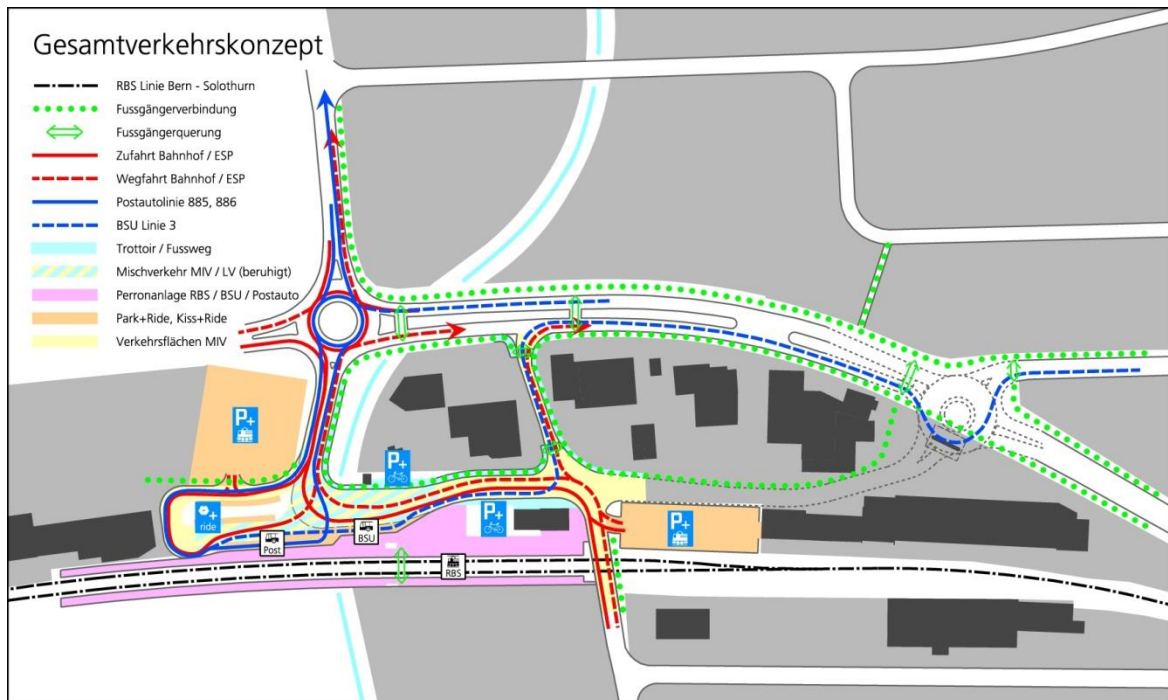 Gesamtverkehrskonzept
RBS Linie Bern - Solothurn
Fussgängerverbindung
Fussgängerquerung
Zufahrt Bahnhof / ESP
Wegfahrt Bahnhof / ESP
Postautolinie 885, 886
BSU Linie 3
Trottoir / Fussweg
Mischverkehr MIV / LV (beruhigt)
Perronanlage RBS / BSU / Postauto
Park+Ride, Kiss+Ride
Verkehrsflächen MIV
P+
P+
+
ride
P+
P+
Post
BSU
RBS